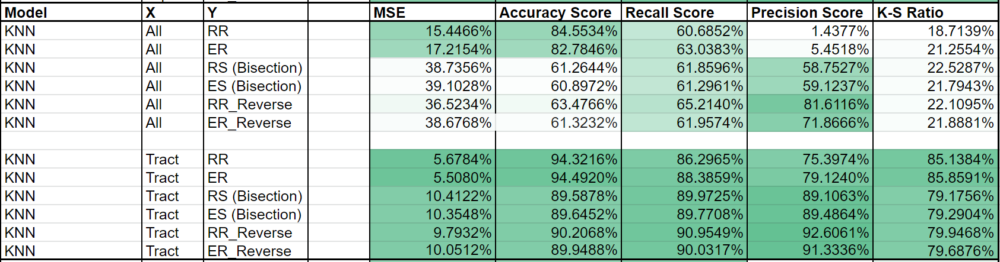 Model X Y MSE Accuracy Score Recall Score Precision Score K-S Ratio
KNN All RR 15.4466% 84.5534% 60.6852% 1.4377% 18.7139%
KNN All ER 17.2154% 82.7846% 63.0383% 5.4518% 21.2554%
KNN All RS (Bisection) 38.7356% 61.2644% 61.8596% 58.7527% 22.5287%
KNN All ES (Bisection) 39.1028% 60.8972% 61.2961% 59.1237% 21.7943%
KNN All RR_Reverse 36.5234% 63.4766% 65.2140% 81.6116% 22.1095%
KNN All ER_Reverse 38.6768% 61.3232% 61.9574% 71.8666% 21.8881%
KNN Tract RR 5.6784% 94.3216% 86.2965% 75.3974% 85.1384%
KNN Tract ER 5.5080% 94.4920% 88.3859% 79.1240% 85.8591%
KNN Tract RS (Bisection) 10.4122% 89.5878% 89.9725% 89.1063% 79.1756%
KNN Tract ES (Bisection) 10.3548% 89.6452% 89.7708% 89.4864% 79.2904%
KNN Tract RR_Reverse 9.7932% 90.2068% 90.9549% 92.6061% 79.9468%
KNN Tract ER_Reverse 10.0512% 89.9488% 90.0317% 91.3336% 79.6876%